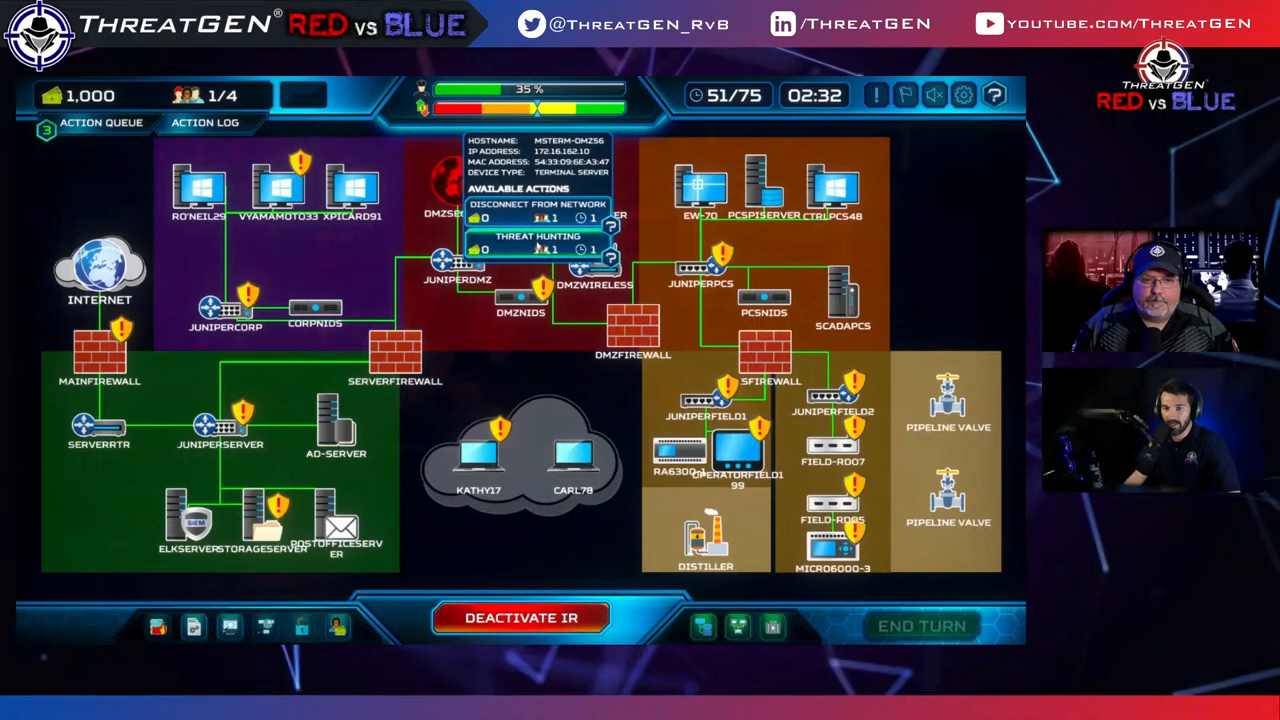 THREATGEN® RED VS BLUE
@THREATGEN_RVB
/THREATGEN
YOUTUBE.COM/THREATGEN
THREATGEN
RED VS BLUE
1,000
1/4
35 %
51/75
02:32
3
ACTION QUEUE
ACTION LOG
HOSTNAME: MSTERM-DMZ56
IP ADDRESS: 172.16.162.10
MAC ADDRESS: 54:33:09:6E:A3:47
DEVICE TYPE: TERMINAL SERVER
AVAILABLE ACTIONS
DISCONNECT FROM NETWORK
0 1 1
THREAT HUNTING
0 1 1
RO'NEIL29
VYAMAMOTO33
XPICARD91
EW-70
PCSPISERVER
CTRLPCS48
INTERNET
JUNIPERCORP
CORPNIDS
JUNIPERDMZ
DMZNIDS
DMZWIRELESS
JUNIPERPCS
PCSNIDS
SCADAPCS
MAINFIREWALL
SERVERFIREWALL
DMZFIREWALL
SFIREWALL
SERVERRTR
JUNIPERSERVER
AD-SERVER
JUNIPERFIELD1
JUNIPERFIELD2
PIPELINE VALVE
KATHY17
CARL78
OPERATORFIELD1
99
FIELD-RD07
PIPELINE VALVE
ELKSERVER
SIEM
STORAGESERVER
POSTOFFICESERV
ER
DISTILLER
MICRO6000-3
DEACTIVATE IR
END TURN